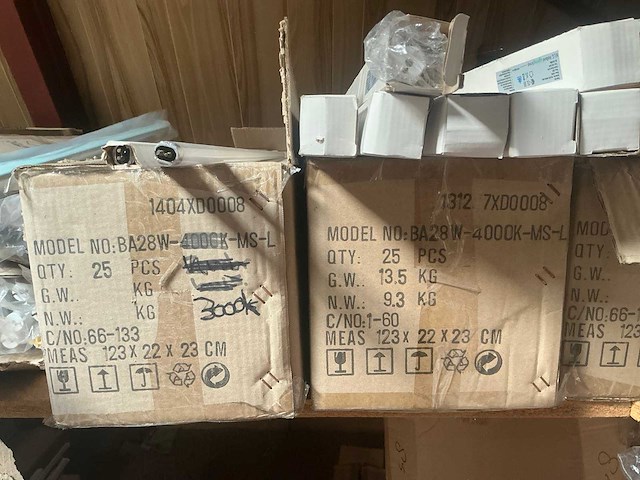 1404XD0008
MODEL NO:BA28W-4000K-MS-L
QTY: 25 PCS
G.W.. KG
N.W.: KG
3000k
C/NO:66-133
MEAS 123 x 22 x 23 CM
1312 7XD0008
MODEL NO:BA28W-4000K-MS-L
QTY: 25 PCS
G.W.: 13.5 KG
N.W.: 9.3 KG
C/NO:1-60
MEAS 123 x 22 x 23 CM
MOD
QTY:
G.W.
N.W.:
C/NO:66-1
MEAS 123